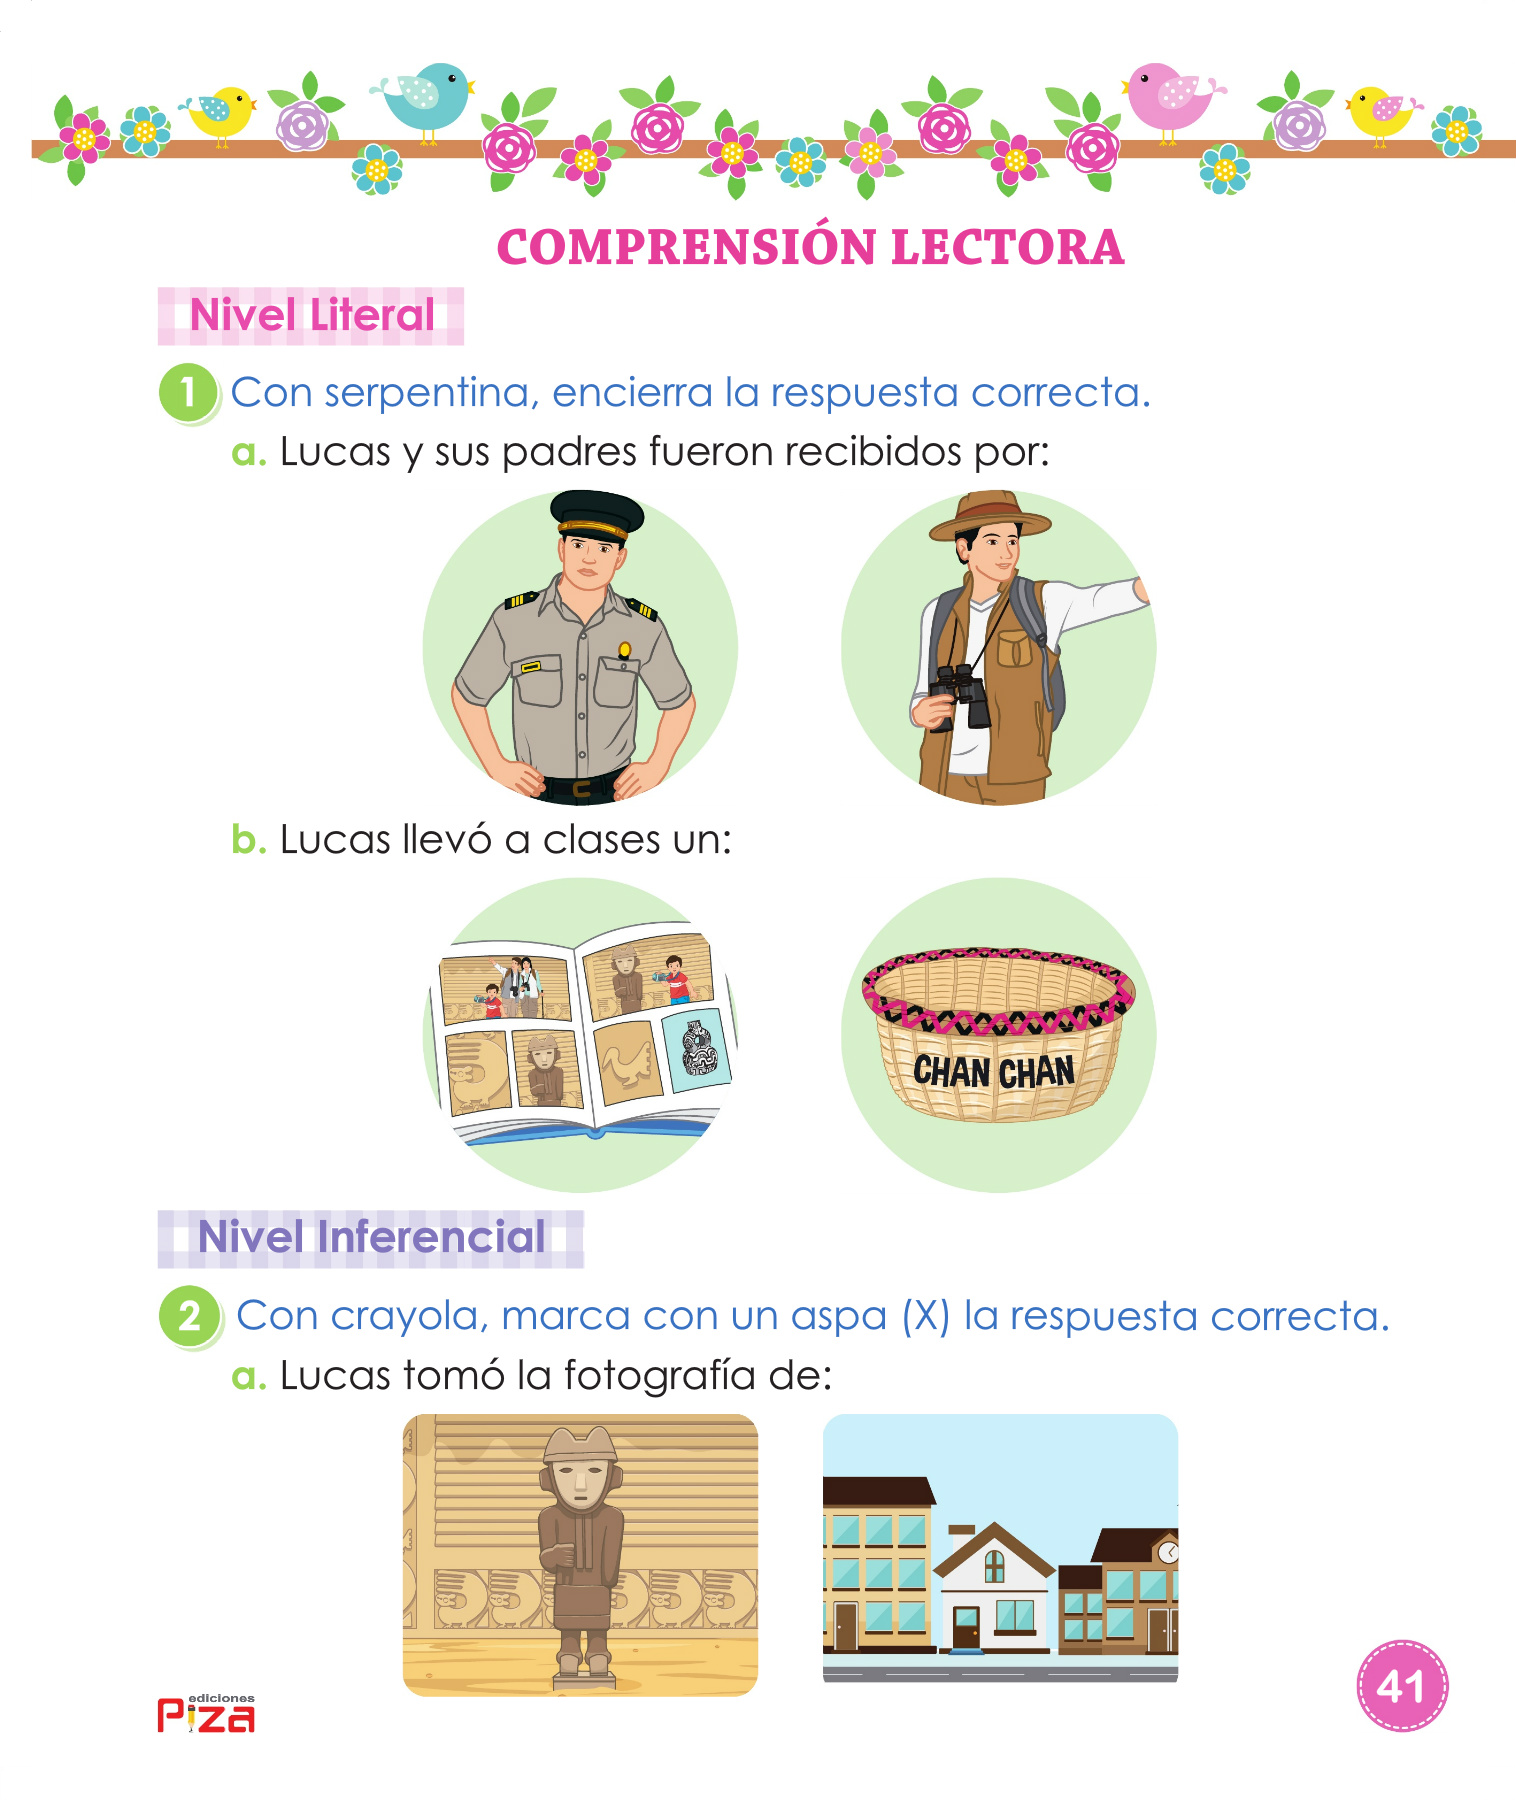 COMPRENSIÓN LECTORA
Nivel Literal
1 Con serpentina, encierra la respuesta correcta.
a. Lucas y sus padres fueron recibidos por:
b. Lucas llevó a clases un:
CHAN CHAN
Nivel Inferencial
2 Con crayola, marca con un aspa (X) la respuesta correcta.
a. Lucas tomó la fotografía de:
ediciones
Piza
41